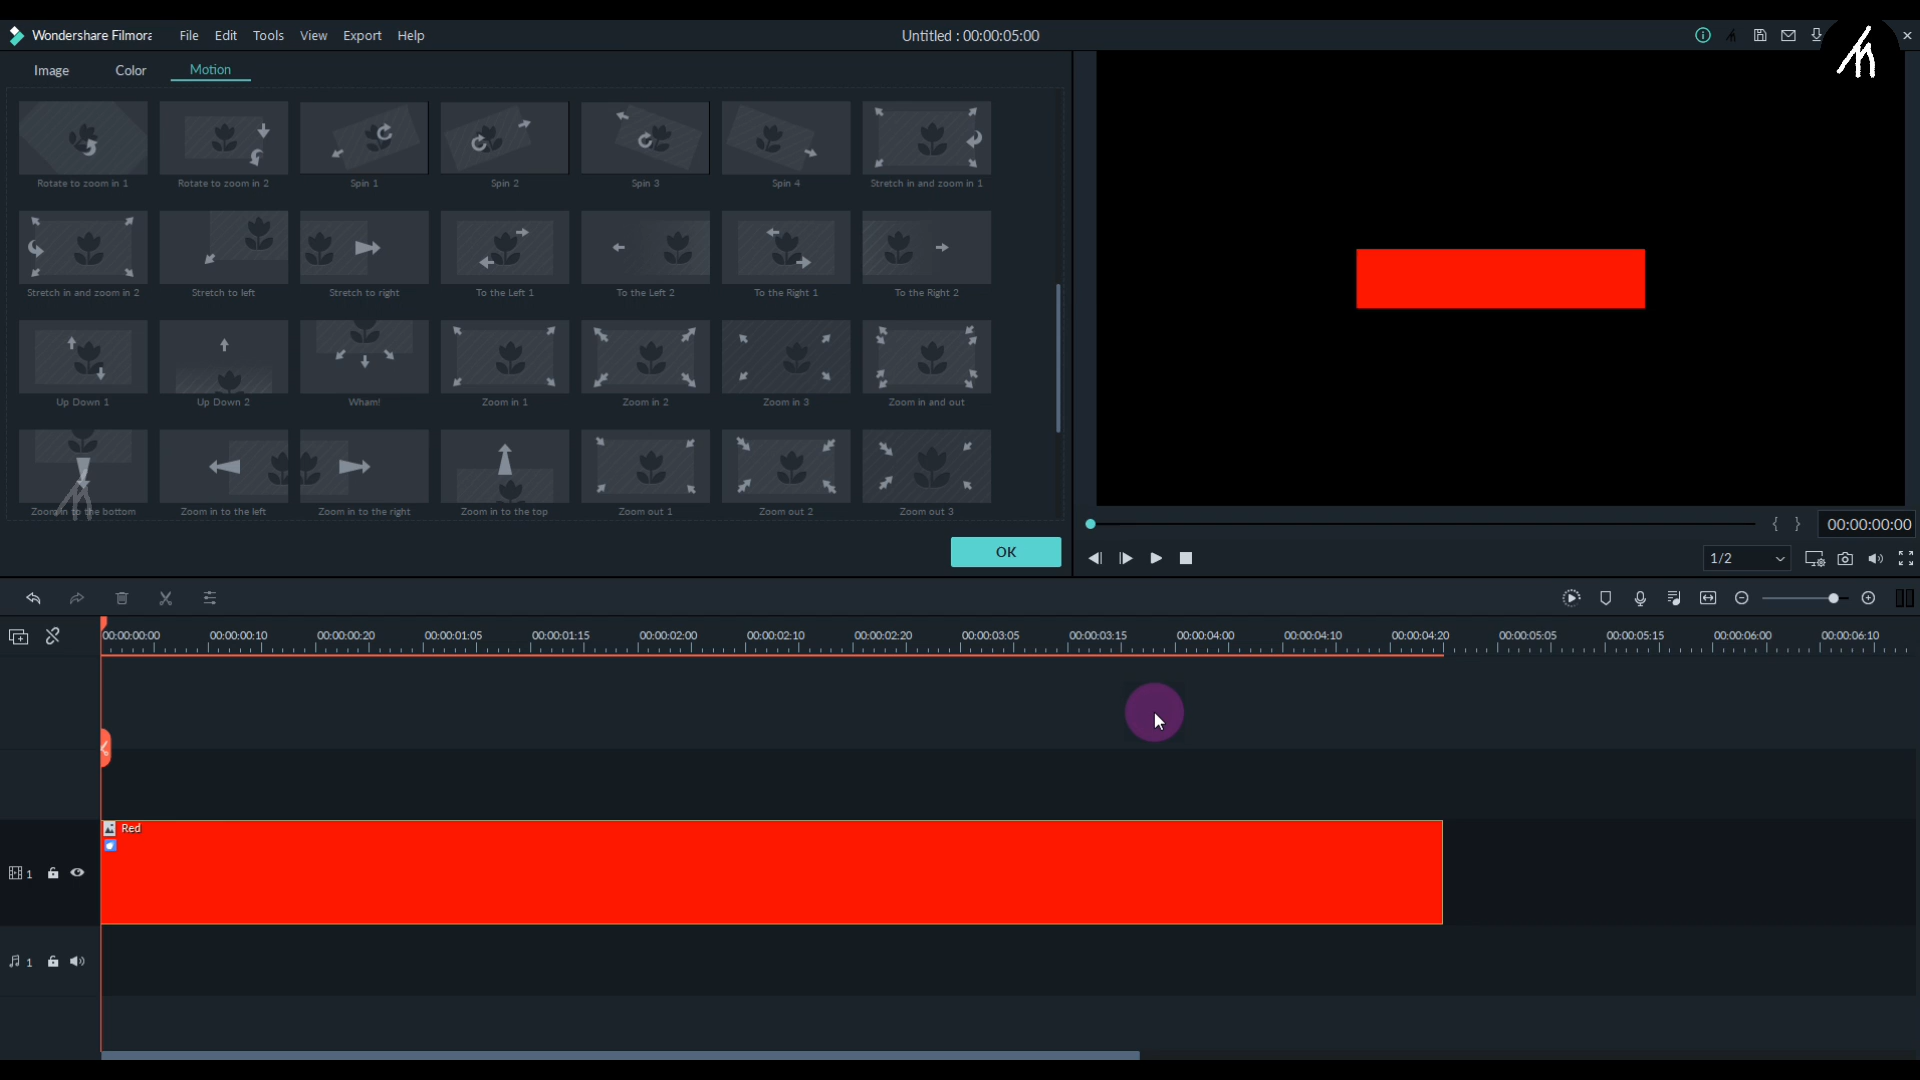 Wondershare Filmora File Edit Tools View Export Help Untitled : 00:00:05:00
Image Color Motion
Rotate to zoom in 1 Rotate to zoom in 2 Spin 1 Spin 2 Spin 3 Spin 4 Stretch in and zoom in 1
Stretch in and zoom in 2 Stretch to left Stretch to right To the Left 1 To the Left 2 To the Right 1 To the Right 2
Up Down 1 Up Down 2 Wham! Zoom in 1 Zoom in 2 Zoom in 3 Zoom in and out
Zoom in to the bottom Zoom in to the left Zoom in to the right Zoom in to the top Zoom out 1 Zoom out 2 Zoom out 3
{ } 00:00:00:00
OK 1/2
00:00:00:00 00:00:00:10 00:00:00:20 00:00:01:05 00:00:01:15 00:00:02:00 00:00:02:10 00:00:02:20 00:00:03:05 00:00:03:15 00:00:04:00 00:00:04:10 00:00:04:20 00:00:05:05 00:00:05:15 00:00:06:00 00:00:06:10
Red
1
1